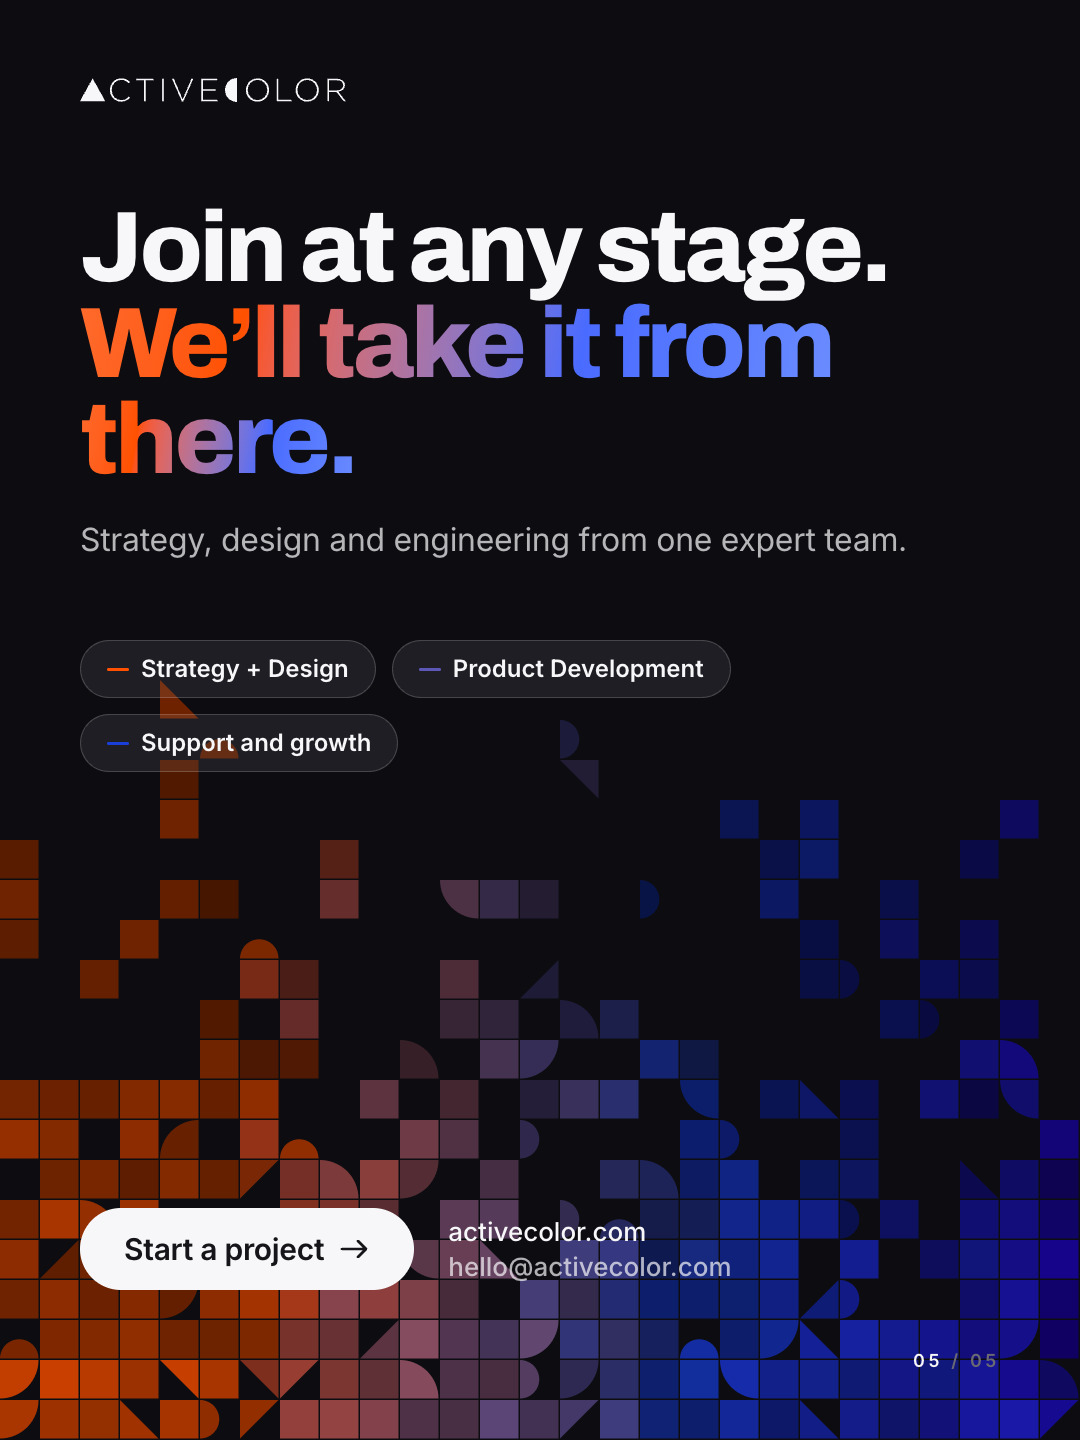 ACTIVECOLOR
Join at any stage.
We’ll take it from
there.
Strategy, design and engineering from one expert team.
Strategy + Design
Product Development
Support and growth
Start a project →
activecolor.com
hello@activecolor.com
05 / 05